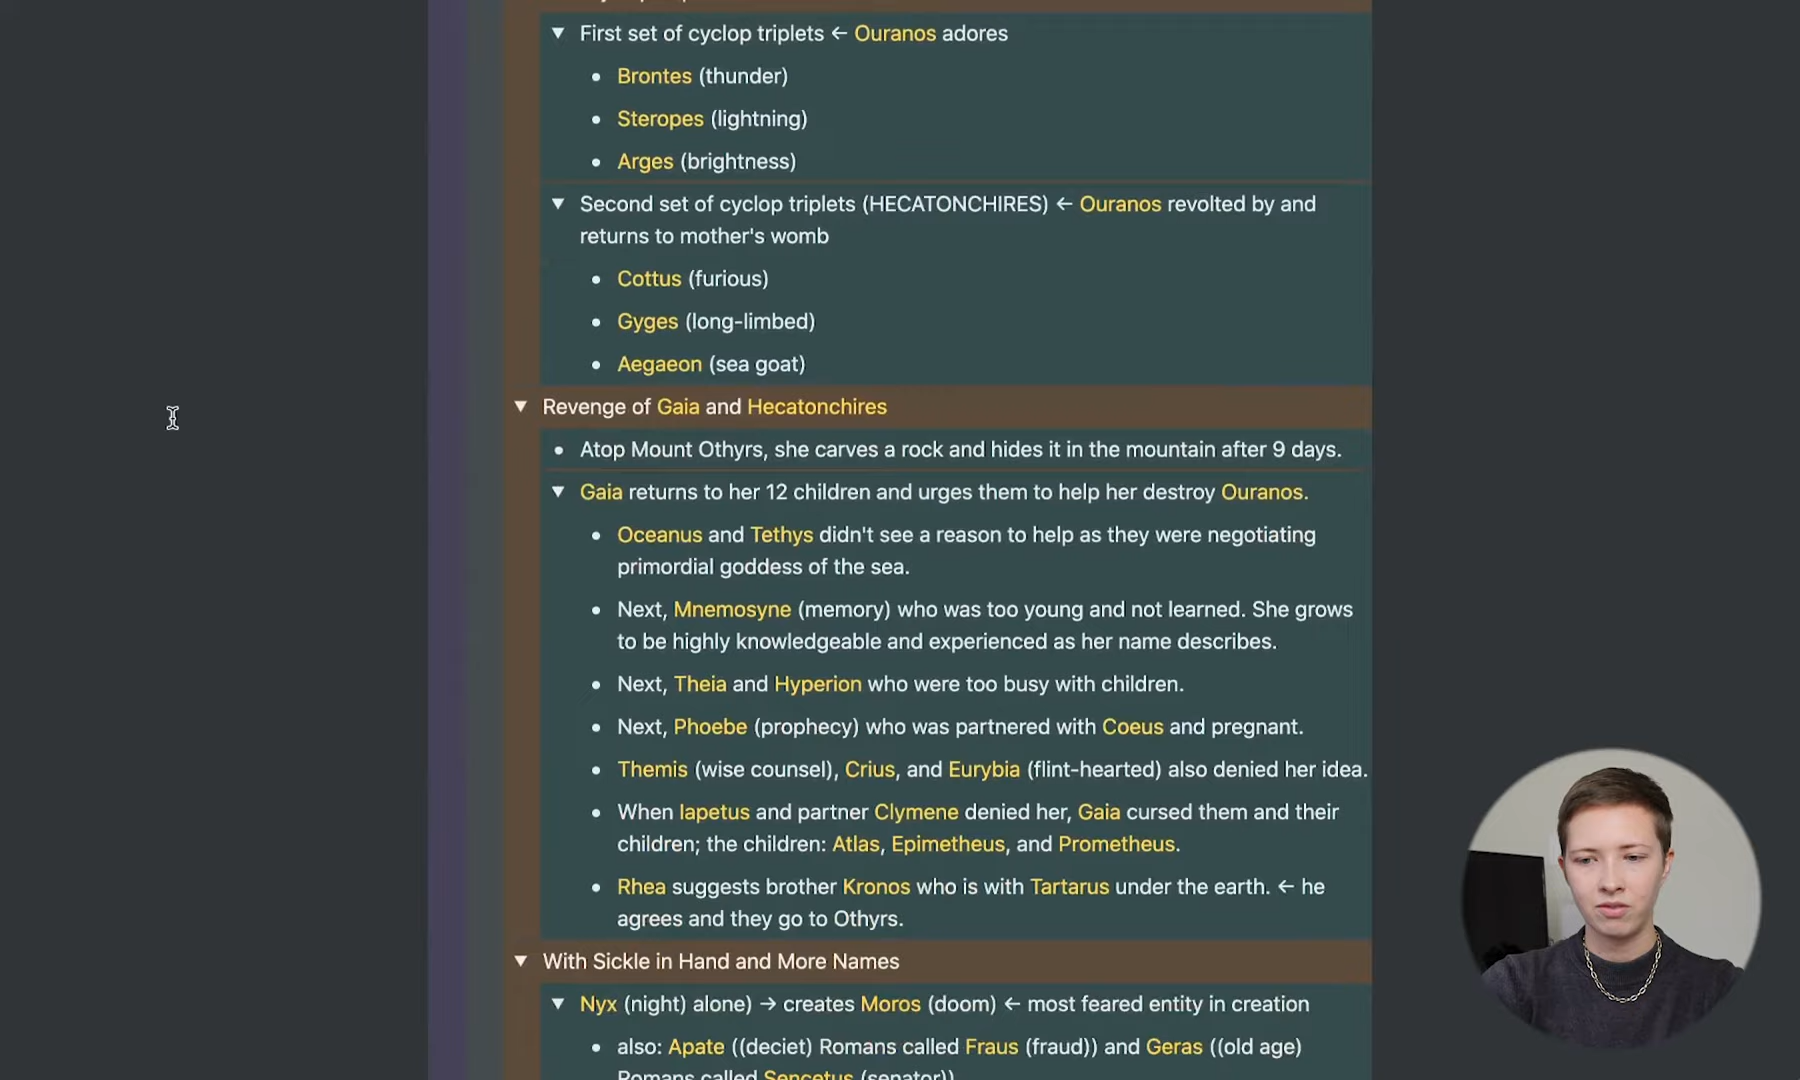 ▼ First set of cyclop triplets ← Ouranos adores
• Brontes (thunder)
• Steropes (lightning)
• Arges (brightness)
▼ Second set of cyclop triplets (HECATONCHIRES) ← Ouranos revolted by and
returns to mother's womb
• Cottus (furious)
• Gyges (long-limbed)
• Aegaeon (sea goat)
▼ Revenge of Gaia and Hecatonchires
• Atop Mount Othyrs, she carves a rock and hides it in the mountain after 9 days.
▼ Gaia returns to her 12 children and urges them to help her destroy Ouranos.
• Oceanus and Tethys didn't see a reason to help as they were negotiating
primordial goddess of the sea.
• Next, Mnemosyne (memory) who was too young and not learned. She grows
to be highly knowledgeable and experienced as her name describes.
• Next, Theia and Hyperion who were too busy with children.
• Next, Phoebe (prophecy) who was partnered with Coeus and pregnant.
• Themis (wise counsel), Crius, and Eurybia (flint-hearted) also denied her idea.
• When Iapetus and partner Clymene denied her, Gaia cursed them and their
children; the children: Atlas, Epimetheus, and Prometheus.
• Rhea suggests brother Kronos who is with Tartarus under the earth. ← he
agrees and they go to Othyrs.
▼ With Sickle in Hand and More Names
▼ Nyx (night) alone) → creates Moros (doom) ← most feared entity in creation
• also: Apate ((deciet) Romans called Fraus (fraud)) and Geras ((old age)
Romans called Sencetus (senator))